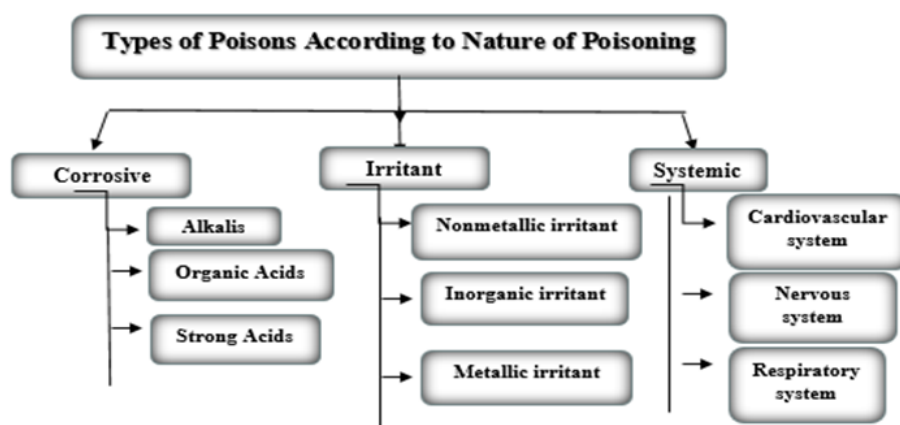 Types of Poisons According to Nature of Poisoning
Corrosive
Alkalis
Organic Acids
Strong Acids
Irritant
Nonmetallic irritant
Inorganic irritant
Metallic irritant
Systemic
Cardiovascular
system
Nervous
system
Respiratory
system